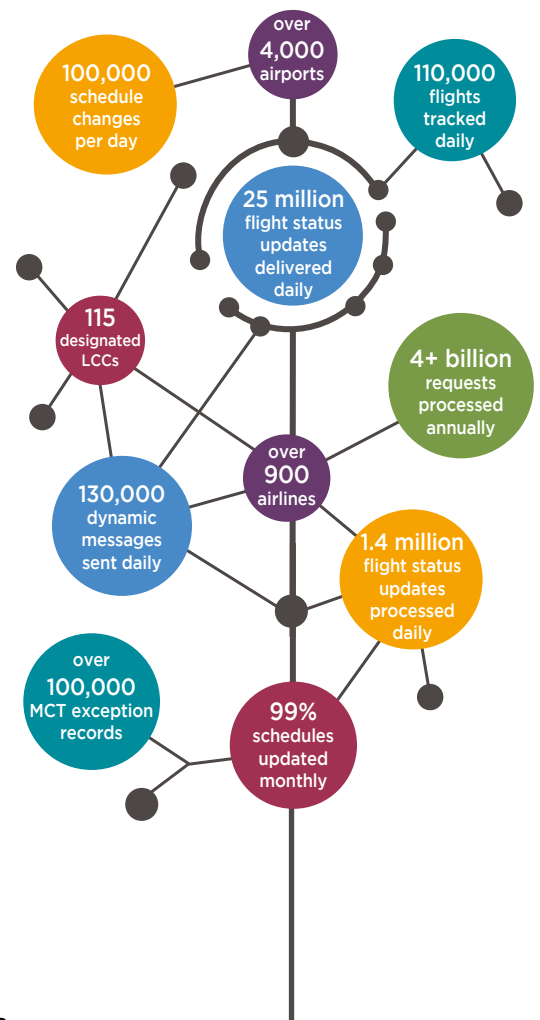 over
4,000
airports
100,000
schedule
changes
per day
110,000
flights
tracked
daily
25 million
flight status
updates
delivered
daily
115
designated
LCCs
4+ billion
requests
processed
annually
over
900
airlines
130,000
dynamic
messages
sent daily
1.4 million
flight status
updates
processed
daily
over
100,000
MCT exception
records
99%
schedules
updated
monthly